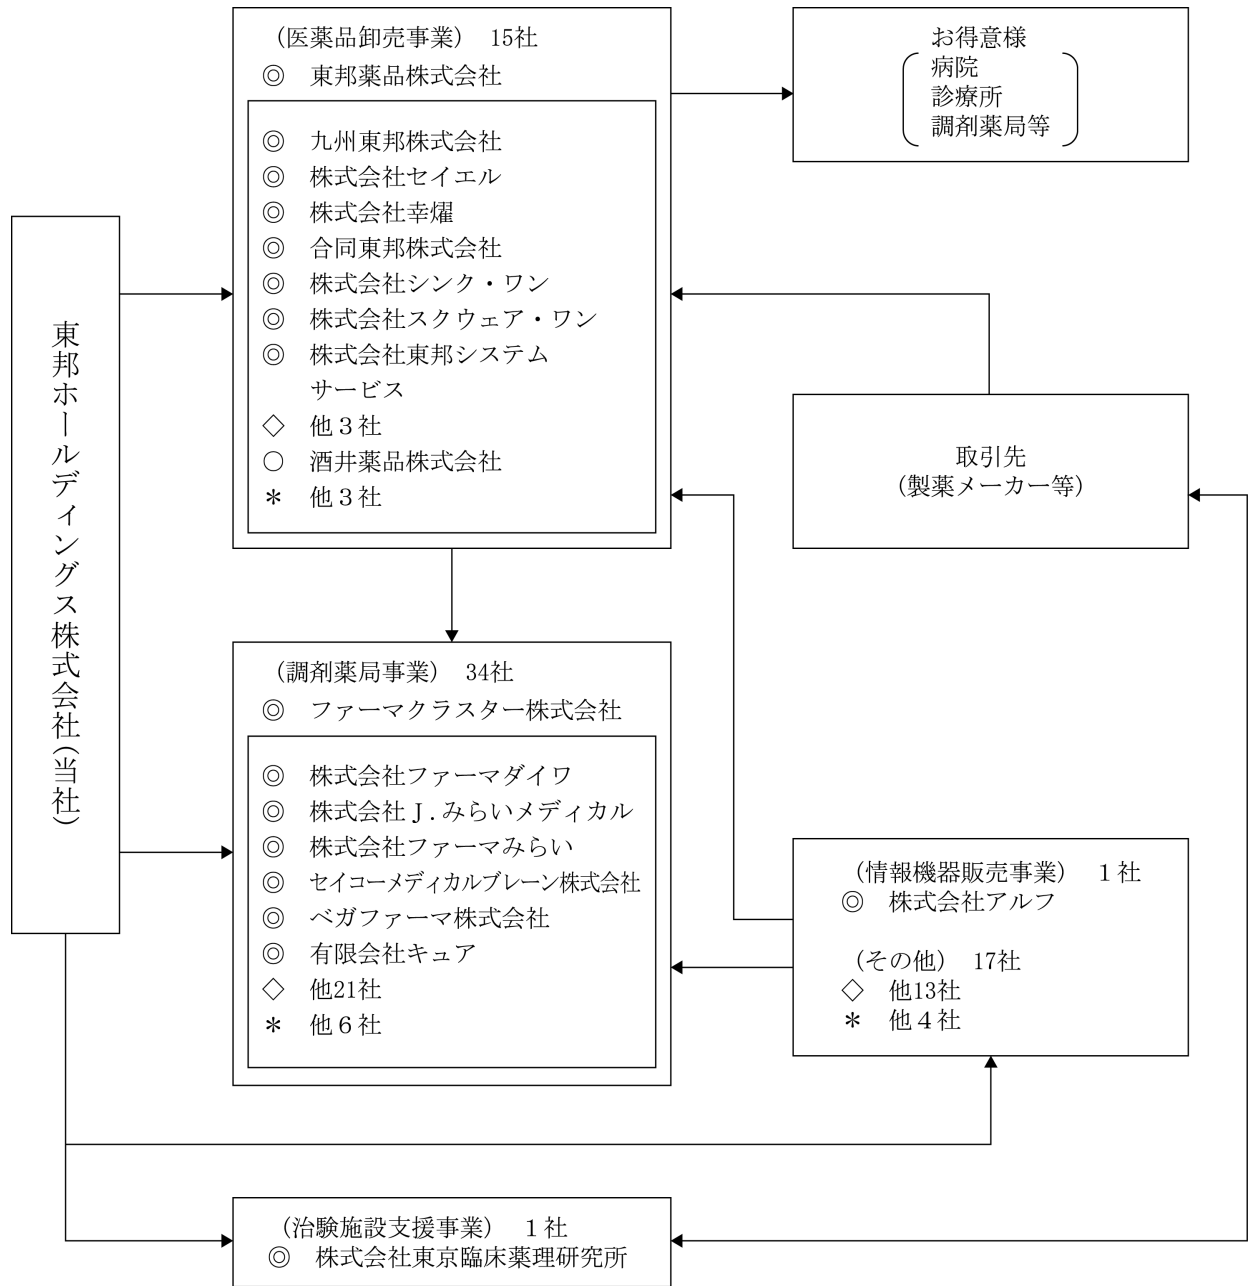 東邦ホールディングス株式会社(当社)
(医薬品卸売事業) 15社
◎ 東邦薬品株式会社
◎ 九州東邦株式会社
◎ 株式会社セイエル
◎ 株式会社幸燿
◎ 合同東邦株式会社
◎ 株式会社シンク・ワン
◎ 株式会社スクウェア・ワン
◎ 株式会社東邦システム
サービス
◇ 他3社
○ 酒井薬品株式会社
* 他3社
お得意様
病院
診療所
調剤薬局等
取引先
(製薬メーカー等)
(調剤薬局事業) 34社
◎ ファーマクラスター株式会社
◎ 株式会社ファーマダイワ
◎ 株式会社J.みらいメディカル
◎ 株式会社ファーマみらい
◎ セイコーメディカルブレーン株式会社
◎ ベガファーマ株式会社
◎ 有限会社キュア
◇ 他21社
* 他6社
(情報機器販売事業) 1社
◎ 株式会社アルフ
(その他) 17社
◇ 他13社
* 他4社
(治験施設支援事業) 1社
◎ 株式会社東京臨床薬理研究所